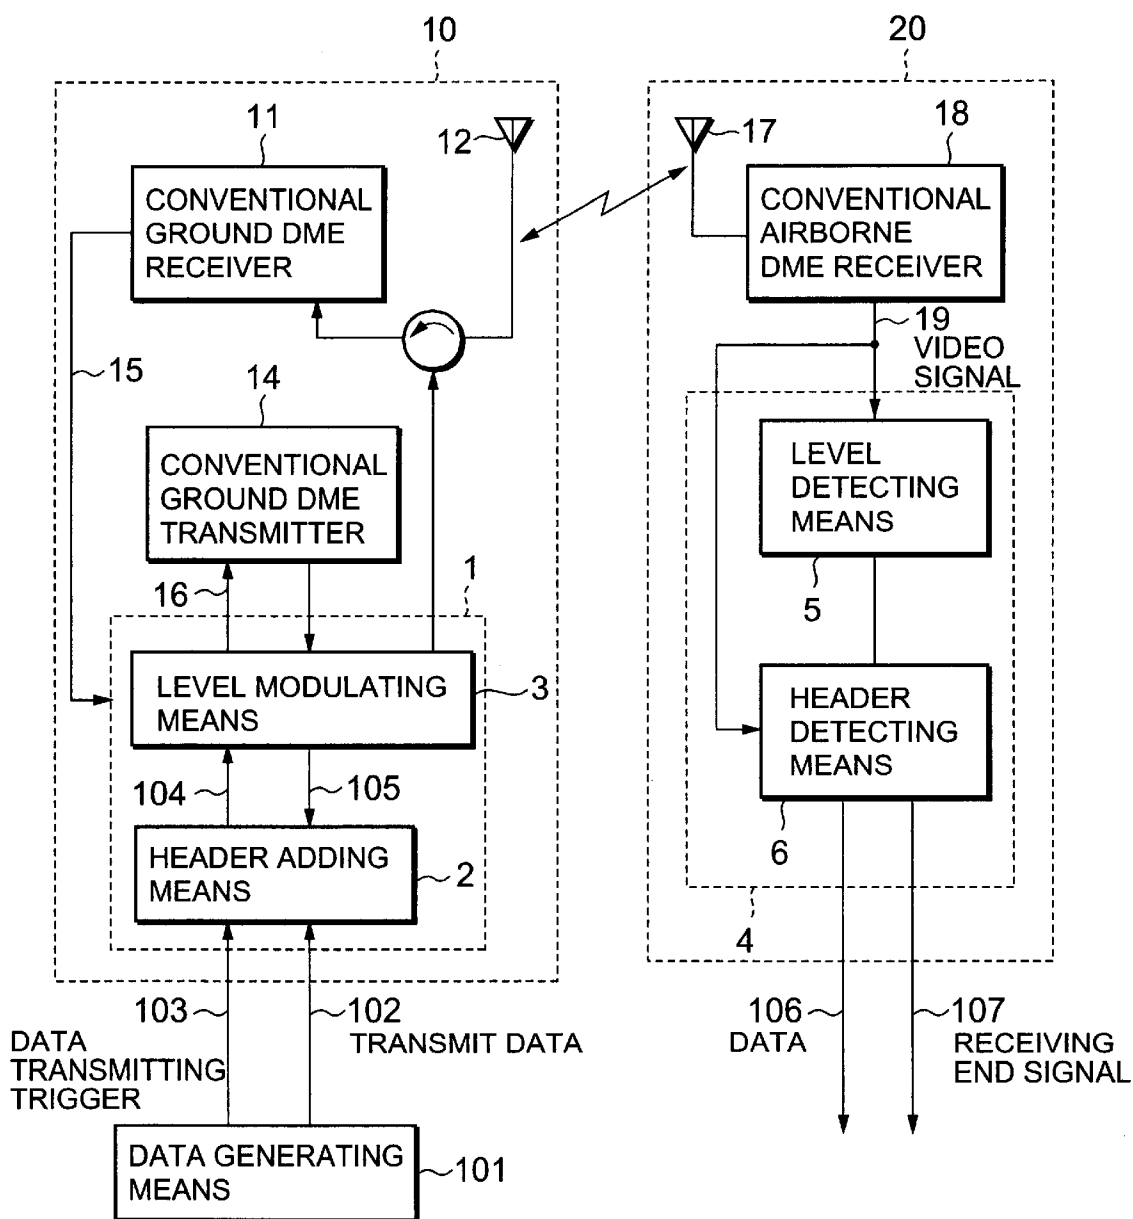 10
20
11
12
17
18
CONVENTIONAL
GROUND DME
RECEIVER
CONVENTIONAL
AIRBORNE
DME RECEIVER
15
14
19
VIDEO
SIGNAL
CONVENTIONAL
GROUND DME
TRANSMITTER
LEVEL
DETECTING
MEANS
16
1
5
LEVEL MODULATING
MEANS
3
HEADER
DETECTING
MEANS
104
105
6
HEADER ADDING
MEANS
2
4
103
102
106
107
DATA
TRANSMITTING
TRIGGER
TRANSMIT DATA
DATA
RECEIVING
END SIGNAL
DATA GENERATING
MEANS
101